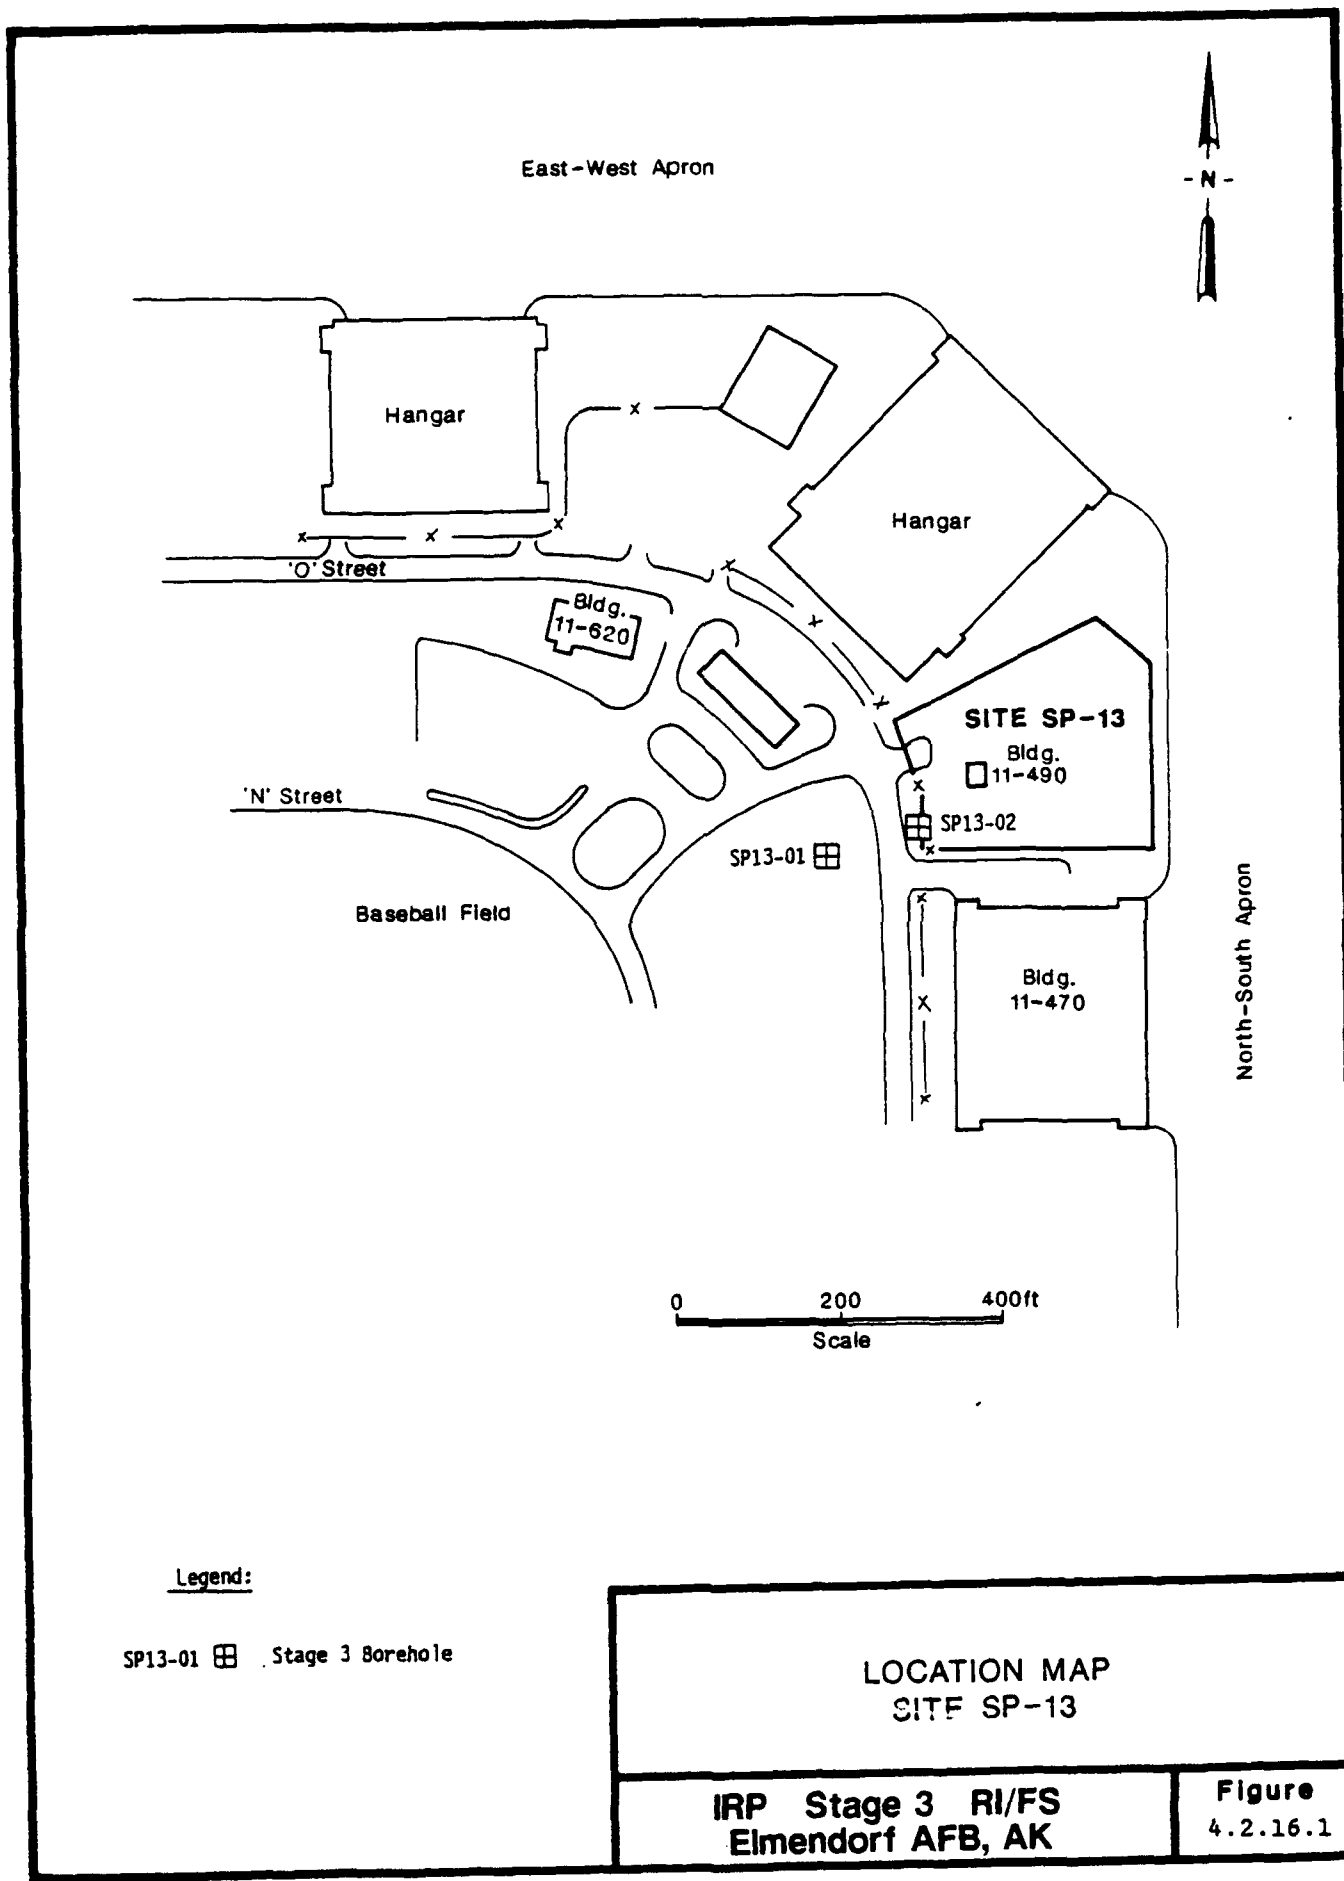 East-West Apron
- N -
Hangar
Hangar
'O' Street
Bldg.
11-620
SITE SP-13
Bldg.
11-490
'N' Street
SP13-02
SP13-01
Baseball Field
Bldg.
11-470
North-South Apron
0 200 400ft
Scale
Legend:
SP13-01 Stage 3 Borehole
LOCATION MAP
SITE SP-13
IRP Stage 3 RI/FS
Elmendorf AFB, AK
Figure
4.2.16.1